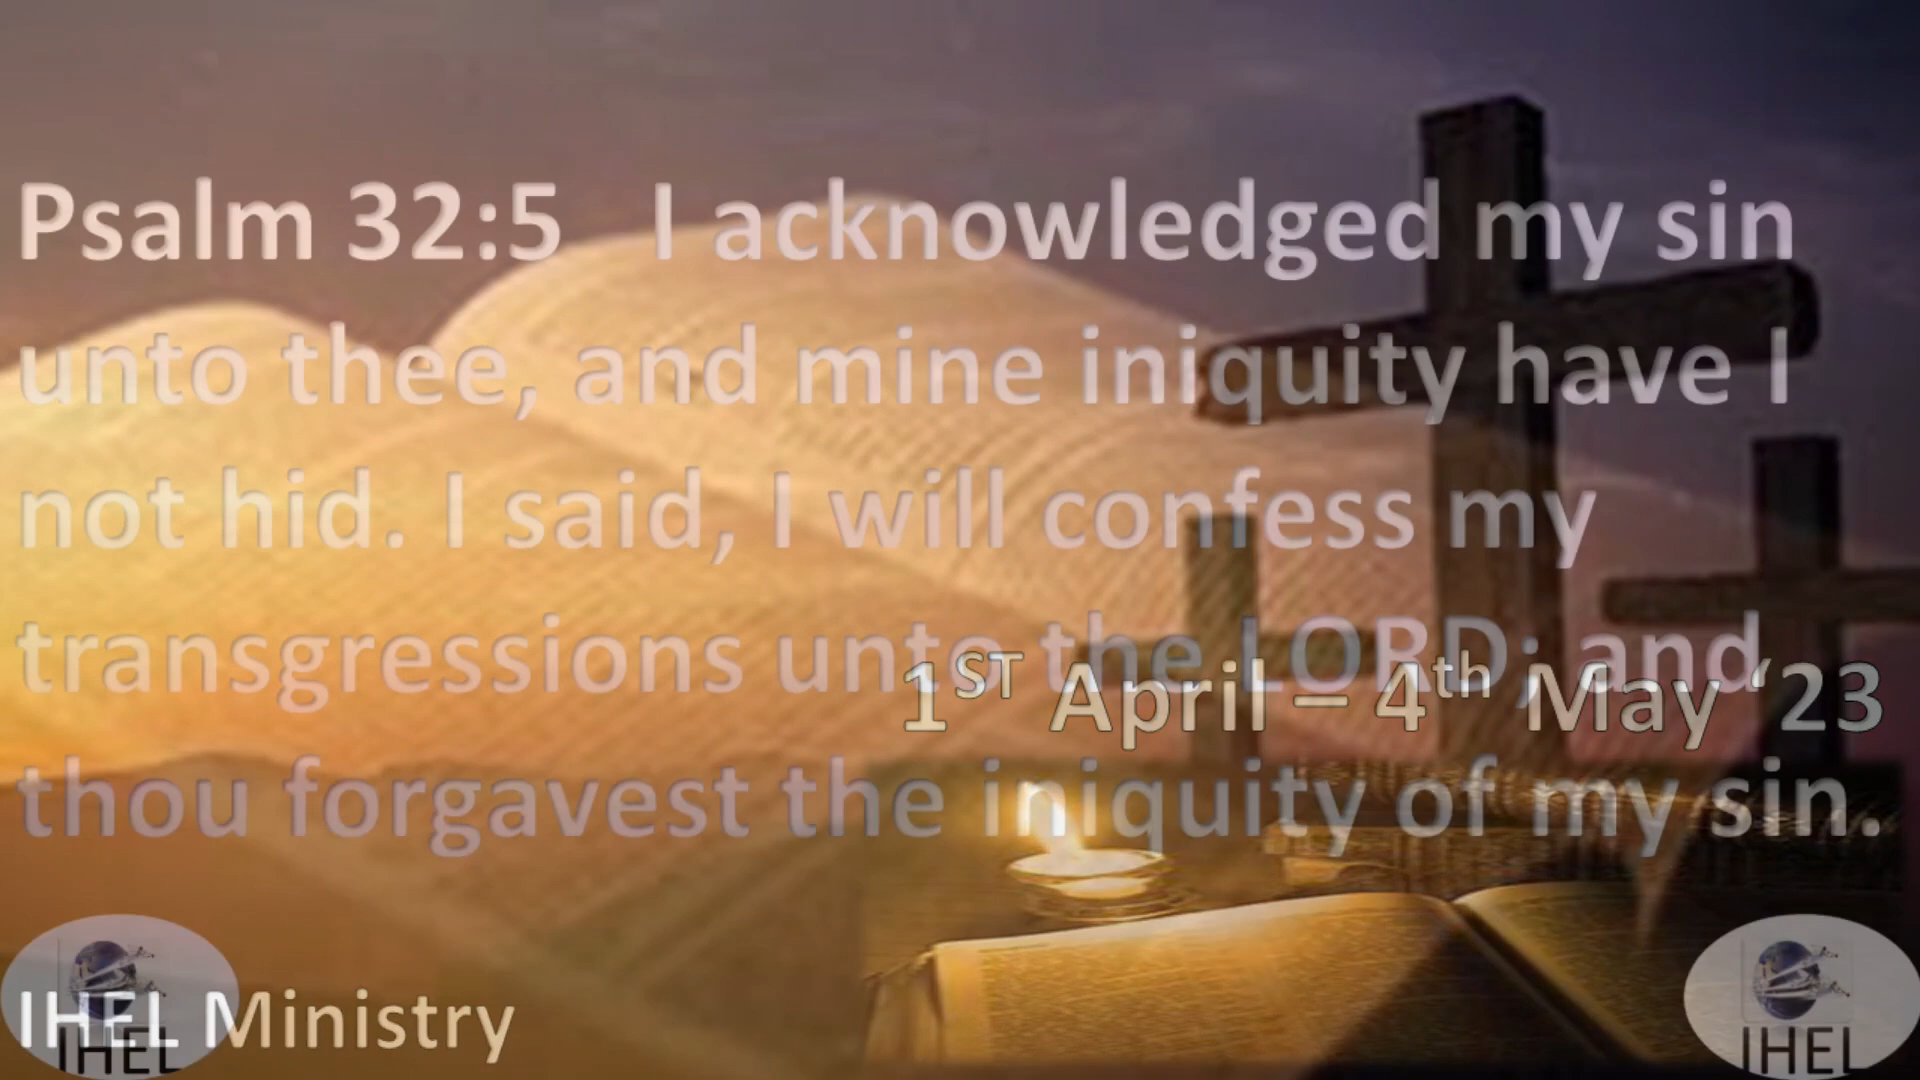 Psalm 32:5 I acknowledged my sin
unto thee, and mine iniquity have I
not hid. I said, I will confess my
transgressions unto the LORD; and
1ST April – 4th May ‘23
thou forgavest the iniquity of my sin.
IHEL Ministry
IHEL
IHEL